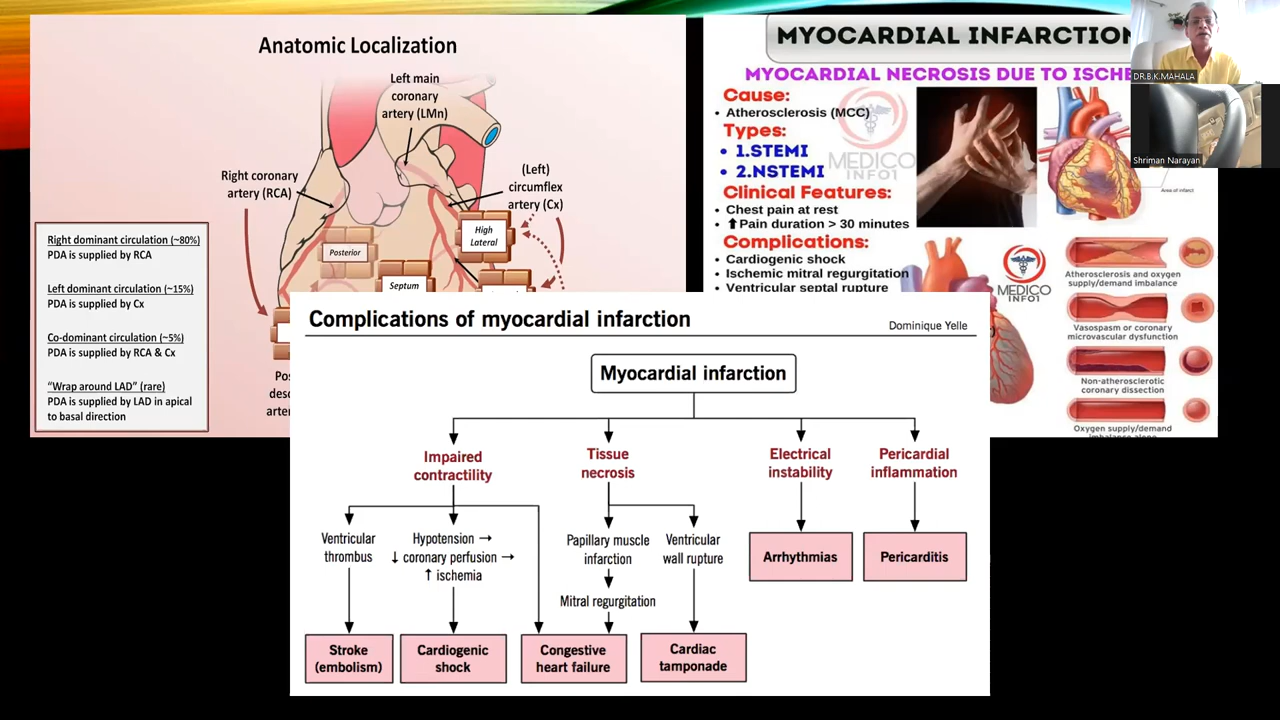 Anatomic Localization
Left main
coronary
artery (LMn)
Right coronary
artery (RCA)
(Left)
circumflex
artery (Cx)
High
Lateral
Posterior
Septum
Right dominant circulation (~80%)
PDA is supplied by RCA
Left dominant circulation (~15%)
PDA is supplied by Cx
Co-dominant circulation (~5%)
PDA is supplied by RCA & Cx
“Wrap around LAD” (rare)
PDA is supplied by LAD in apical
to basal direction
MYOCARDIAL INFARCTION
MYOCARDIAL NECROSIS DUE TO
Cause:
• Atherosclerosis (MCC)
Types:
• 1.STEMI
• 2.NSTEMI
Clinical Features:
• Chest pain at rest
• ⬆Pain duration > 30 minutes
Complications:
• Cardiogenic shock
• Ischemic mitral regurgitation
• Ventricular septal rupture
MEDICO
INFO1
MEDICO
INFO1
Area of infarct
Atherosclerosis and oxygen
supply/demand imbalance
Vasospasm or coronary
microvascular dysfunction
Non-atherosclerotic
coronary dissection
Oxygen supply/demand
imbalance alone
DR.B.K.MAHALA
Shriman Narayan
Complications of myocardial infarction
Dominique Yelle
Myocardial infarction
Impaired
contractility
Tissue
necrosis
Electrical
instability
Pericardial
inflammation
Ventricular
thrombus
Hypotension →
↓ coronary perfusion →
↑ ischemia
Papillary muscle
infarction
Mitral regurgitation
Ventricular
wall rupture
Arrhythmias
Pericarditis
Stroke
(embolism)
Cardiogenic
shock
Congestive
heart failure
Cardiac
tamponade